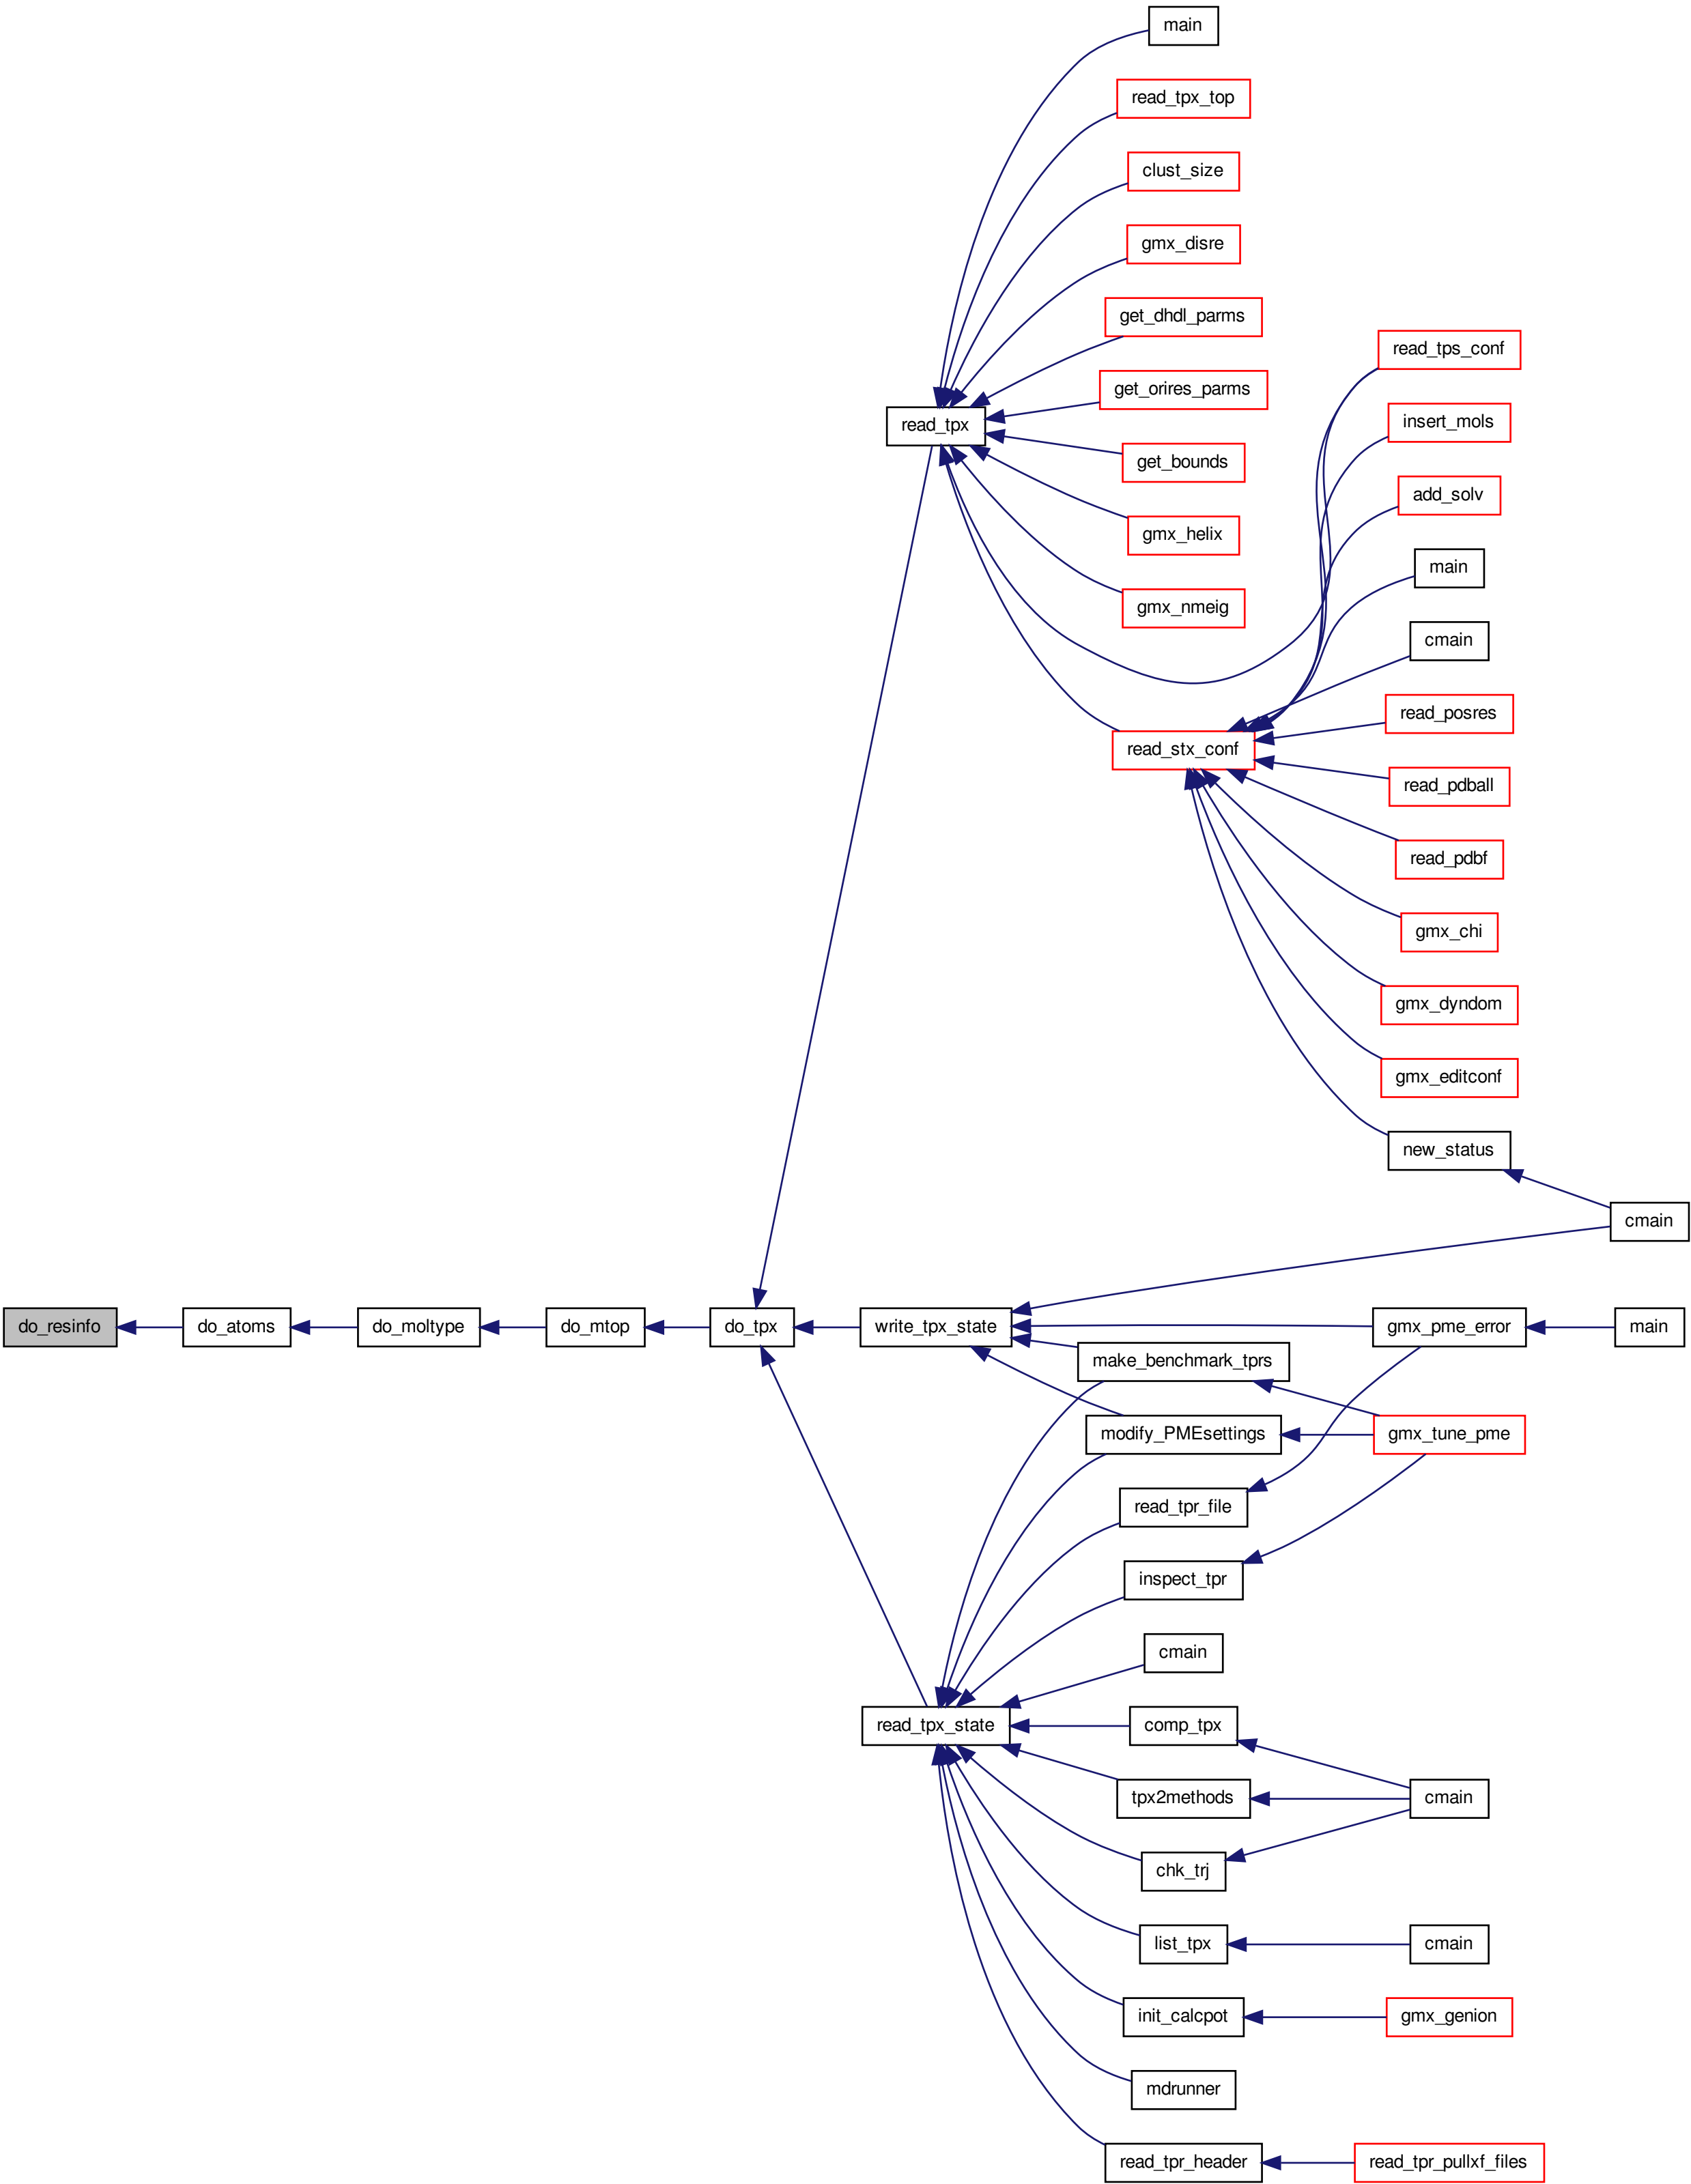 main
read_tpx_top
clust_size
gmx_disre
get_dhdl_parms
read_tps_conf
get_orires_parms
insert_mols
read_tpx
get_bounds
add_solv
gmx_helix
main
gmx_nmeig
cmain
read_posres
read_stx_conf
read_pdball
read_pdbf
gmx_chi
gmx_dyndom
gmx_editconf
new_status
cmain
do_resinfo
do_atoms
do_moltype
do_mtop
do_tpx
write_tpx_state
gmx_pme_error
main
make_benchmark_tprs
modify_PMEsettings
gmx_tune_pme
read_tpr_file
inspect_tpr
cmain
read_tpx_state
comp_tpx
tpx2methods
cmain
chk_trj
list_tpx
cmain
init_calcpot
gmx_genion
mdrunner
read_tpr_header
read_tpr_pullxf_files